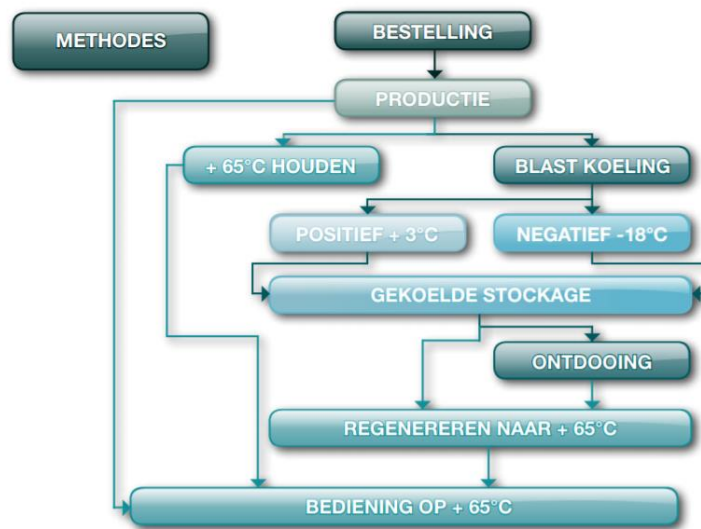 METHODES
BESTELLING
PRODUCTIE
+ 65°C HOUDEN
BLAST KOELING
POSITIEF + 3°C
NEGATIEF -18°C
GEKOELDE STOCKAGE
ONTDOOING
REGENEREREN NAAR + 65°C
BEDIENING OP + 65°C